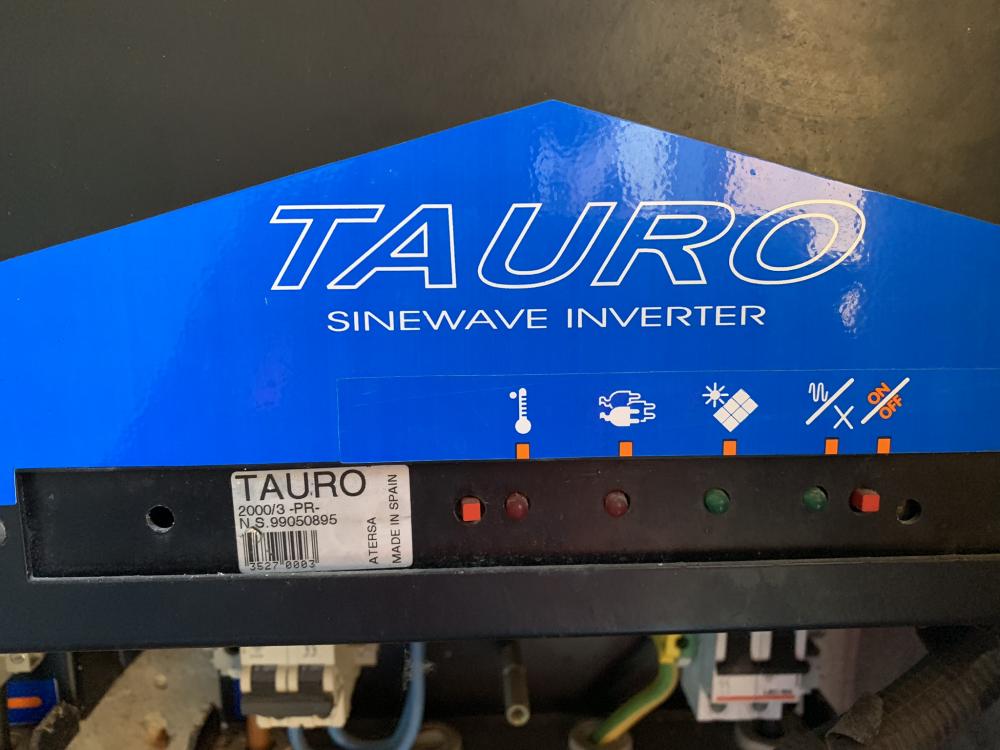 TAURO
SINEWAVE INVERTER
ON
OFF
TAURO
2000/3 -PR-
N.S.99050895
3527 0003
ATERSA
MADE IN SPAIN